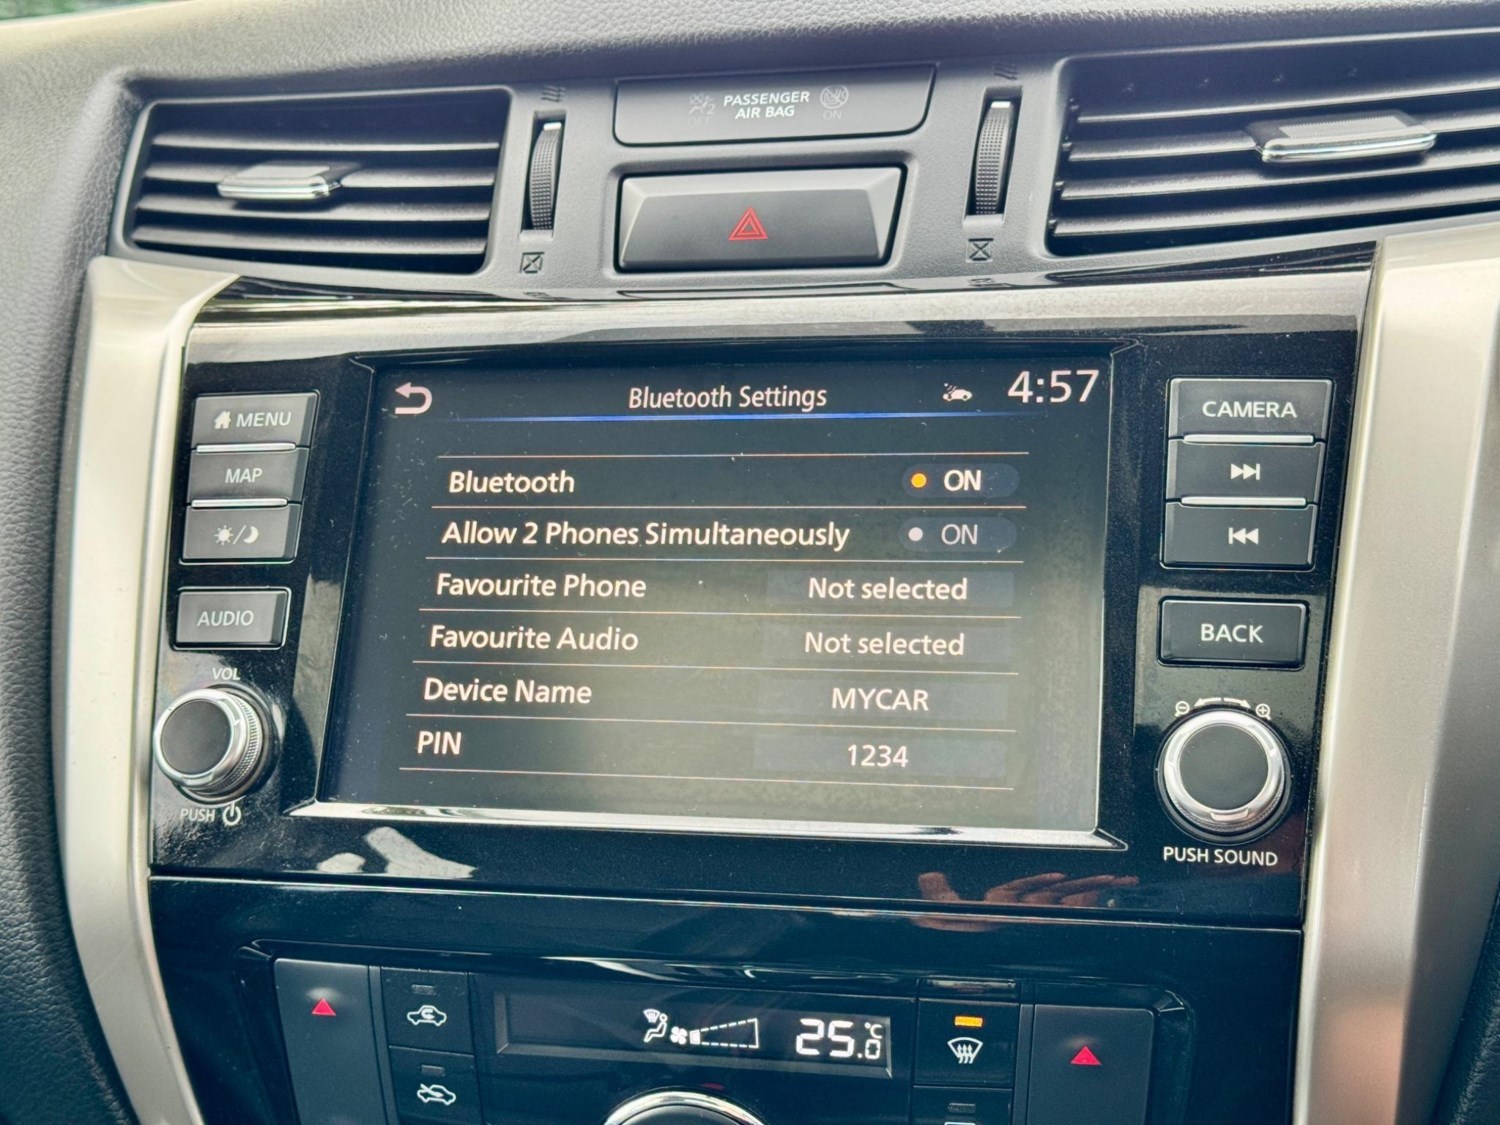 PASSENGER
AIR BAG
OFF
ON
MENU
MAP
AUDIO
VOL
PUSH
Bluetooth Settings
4:57
Bluetooth ON
Allow 2 Phones Simultaneously ON
Favourite Phone Not selected
Favourite Audio Not selected
Device Name MYCAR
PIN 1234
CAMERA
BACK
PUSH SOUND
25.0 °C